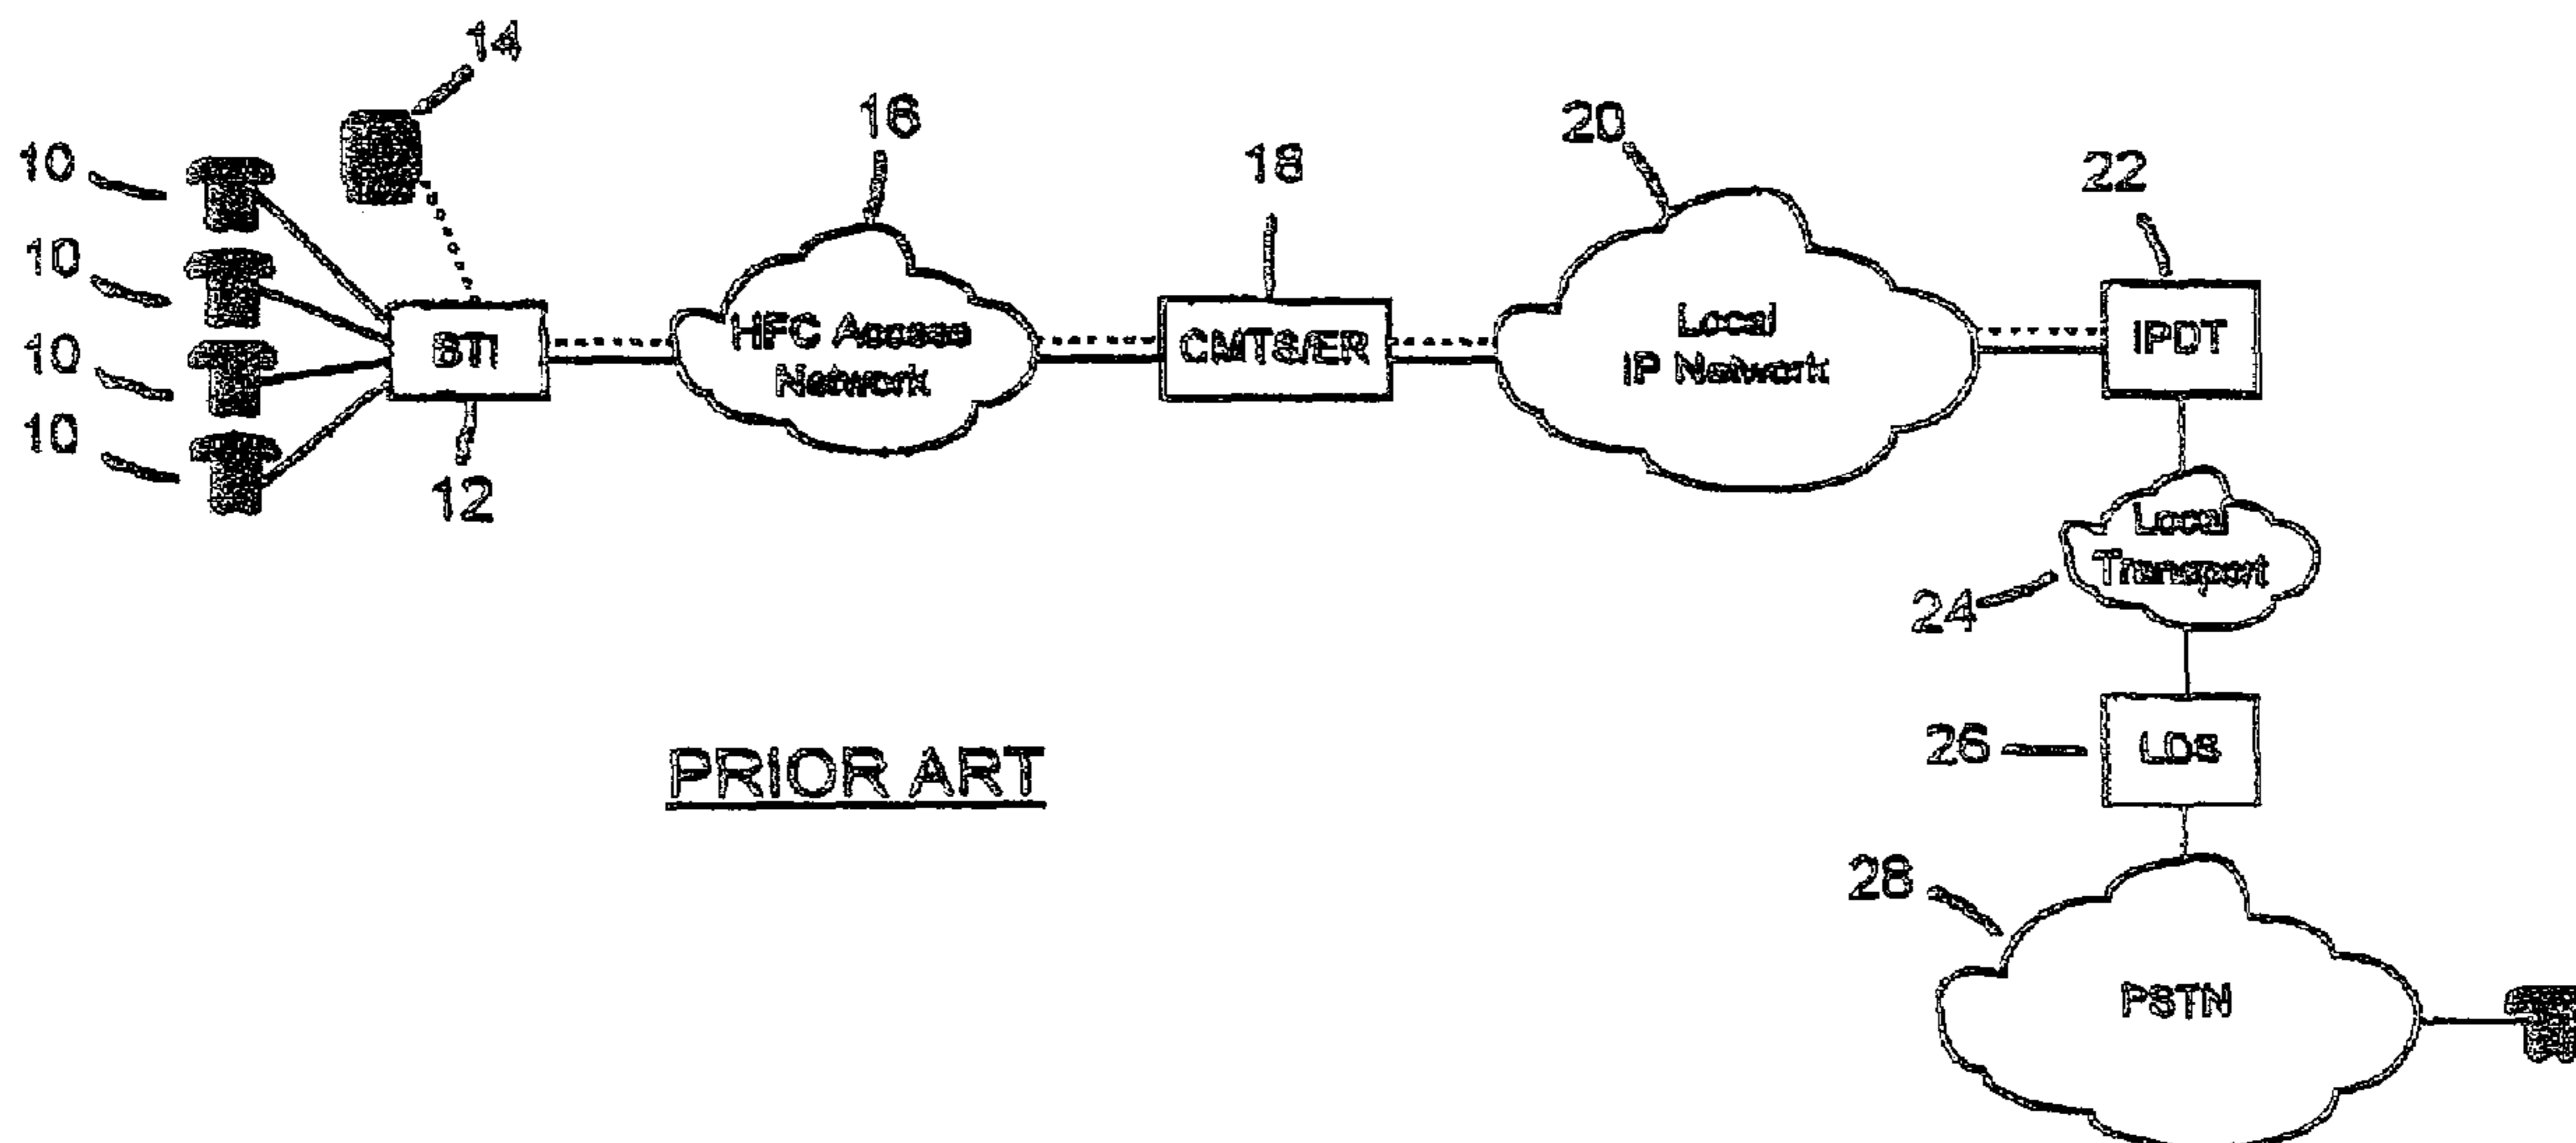 14
16
20
18
10
22
10
HFC Access
Network
Local
IP Network
BTI
CMTS/ER
IPDT
10
10
12
Local
Transport
24
PRIOR ART
26
LDS
28
PSTN